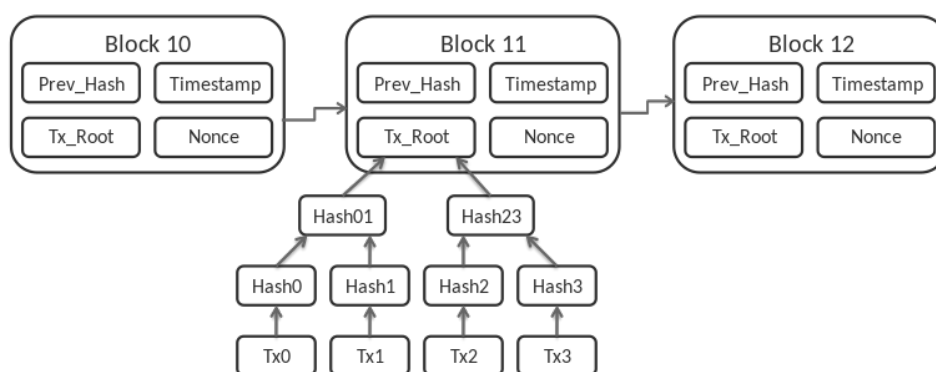 Block 10 Block 11 Block 12
Prev_Hash Timestamp Prev_Hash Timestamp Prev_Hash Timestamp
Tx_Root Nonce Tx_Root Nonce Tx_Root Nonce
Hash01 Hash23
Hash0 Hash1 Hash2 Hash3
Tx0 Tx1 Tx2 Tx3